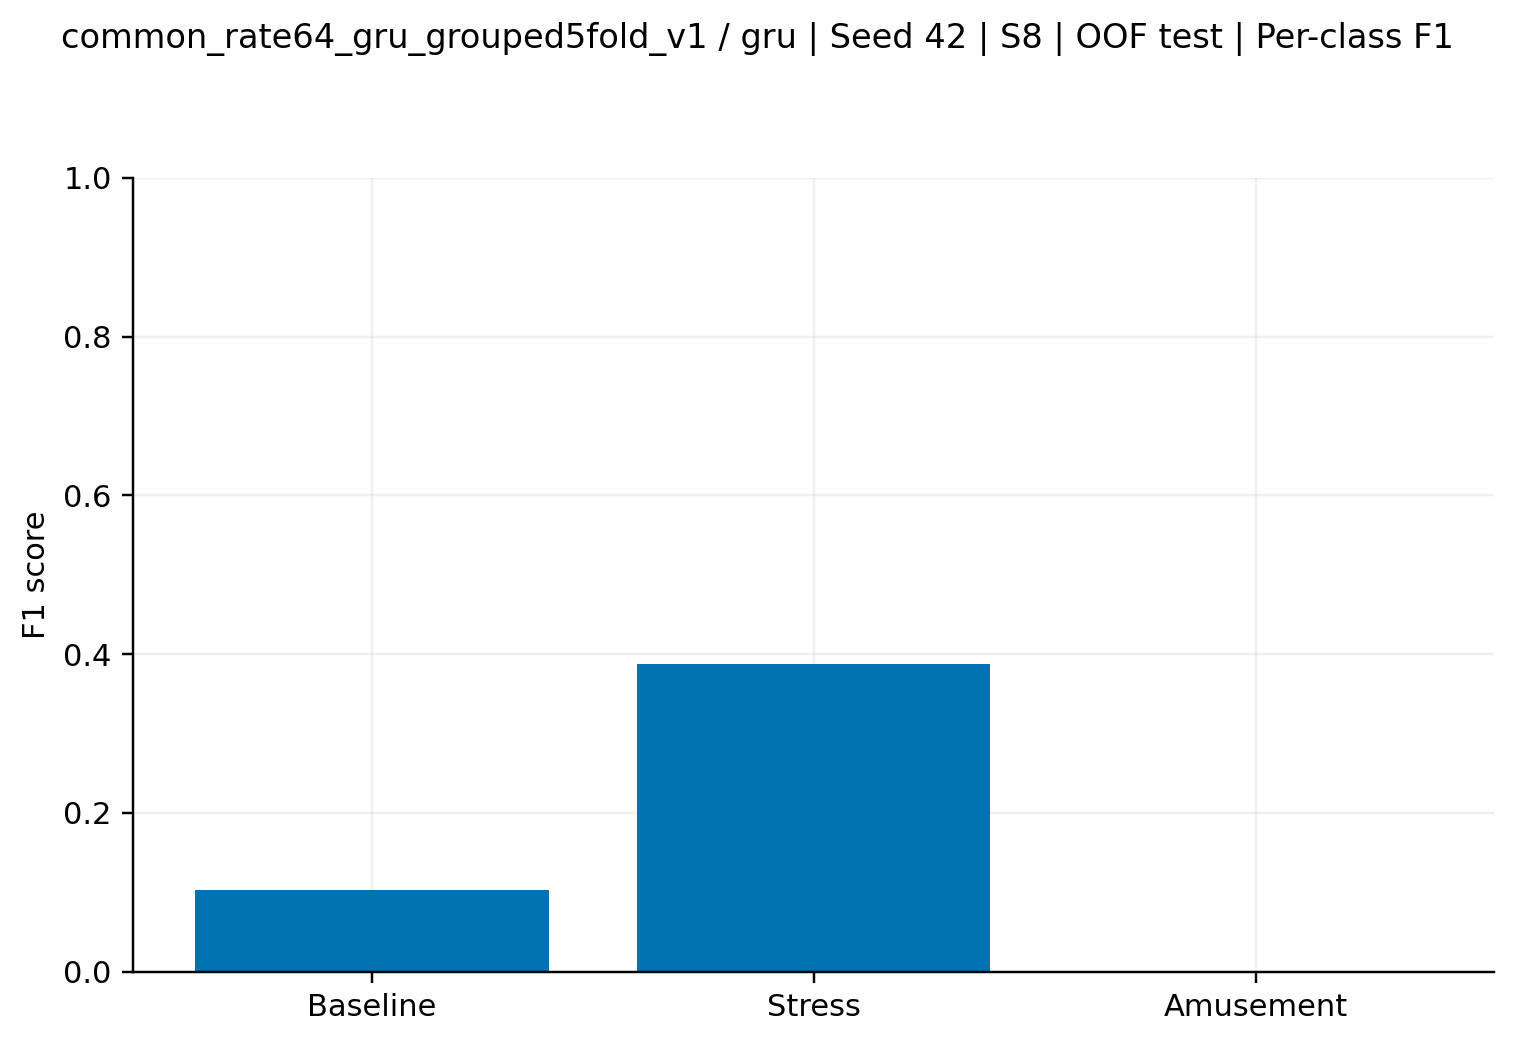 common_rate64_gru_grouped5fold_v1 / gru | Seed 42 | S8 | OOF test | Per-class F1
1.0
0.8
0.6
0.4
0.2
0.0
F1 score
Baseline Stress Amusement